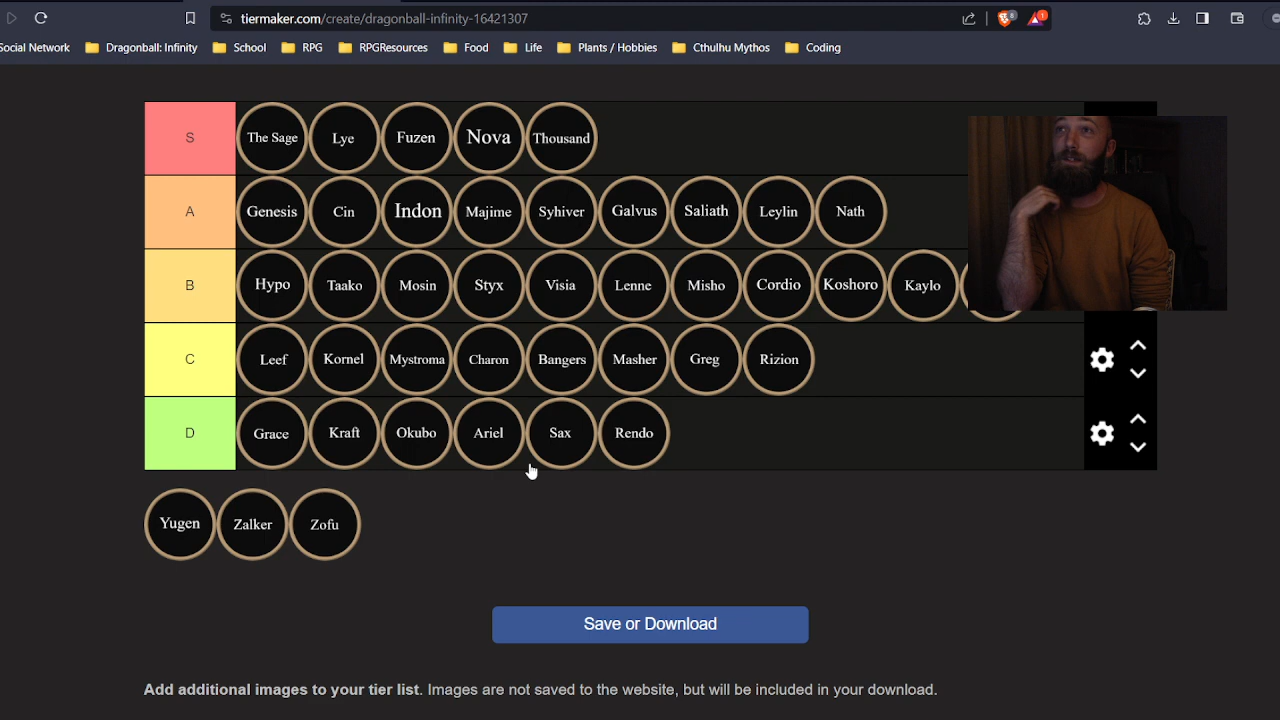 tiermaker.com/create/dragonball-infinity-16421307
8
1
Social Network Dragonball: Infinity School RPG RPGResources Food Life Plants / Hobbies Cthulhu Mythos Coding
S The Sage Lye Fuzen Nova Thousand
A Genesis Cin Indon Majime Syhiver Galvus Saliath Leylin Nath
B Hypo Taako Mosin Styx Visia Lenne Misho Cordio Koshoro Kaylo
C Leef Kornel Mystroma Charon Bangers Masher Greg Rizion
D Grace Kraft Okubo Ariel Sax Rendo
Yugen Zalker Zofu
Save or Download
Add additional images to your tier list. Images are not saved to the website, but will be included in your download.